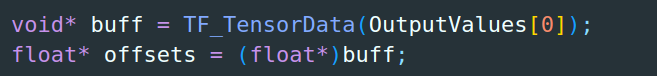 void* buff = TF_TensorData(OutputValues[0]);
float* offsets = (float*)buff;